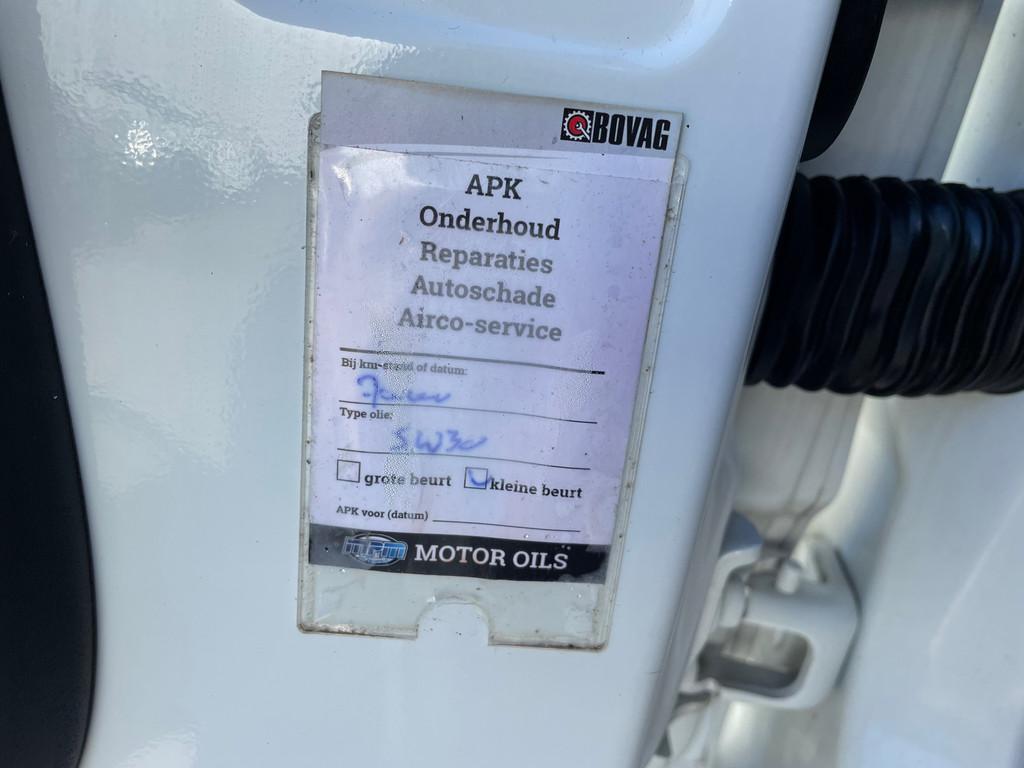 BOVAG
APK
Onderhoud
Reparaties
Autoschade
Airco-service
Bij km-stand of datum:
Type olie:
5W30
grote beurt kleine beurt
APK voor (datum)
mpm MOTOR OILS